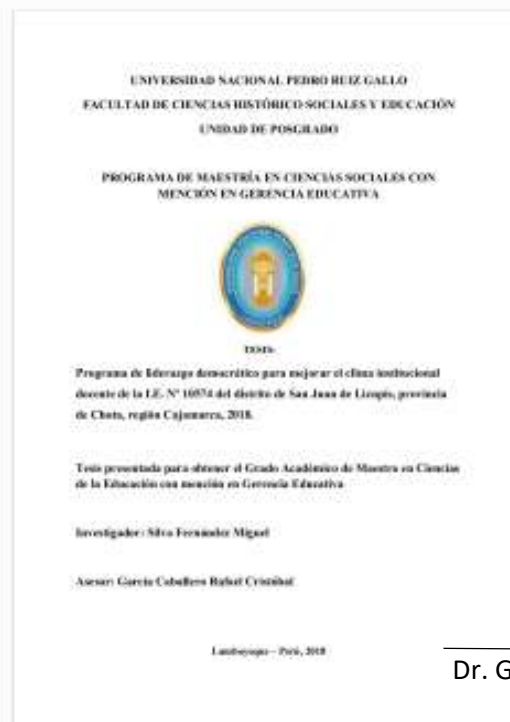 UNIVERSIDAD NACIONAL PEDRO RUIZ GALLO
FACULTAD DE CIENCIAS HISTÓRICO SOCIALES Y EDUCACIÓN
UNIDAD DE POSGRADO
PROGRAMA DE MAESTRÍA EN CIENCIAS SOCIALES CON
MENCIÓN EN GERENCIA EDUCATIVA
TESIS
Programa de liderazgo democrático para mejorar el clima institucional
docente de la I.E. N° 10574 del distrito de San Juan de Licupis, provincia
de Chota, región Cajamarca, 2018.
Tesis presentada para obtener el Grado Académico de Maestra en Ciencias
de la Educación con mención en Gerencia Educativa
Investigador: Silva Fernández Miguel
Asesor: García Caballero Rafael Cristóbal
Lambayeque – Perú, 2018
Dr. G